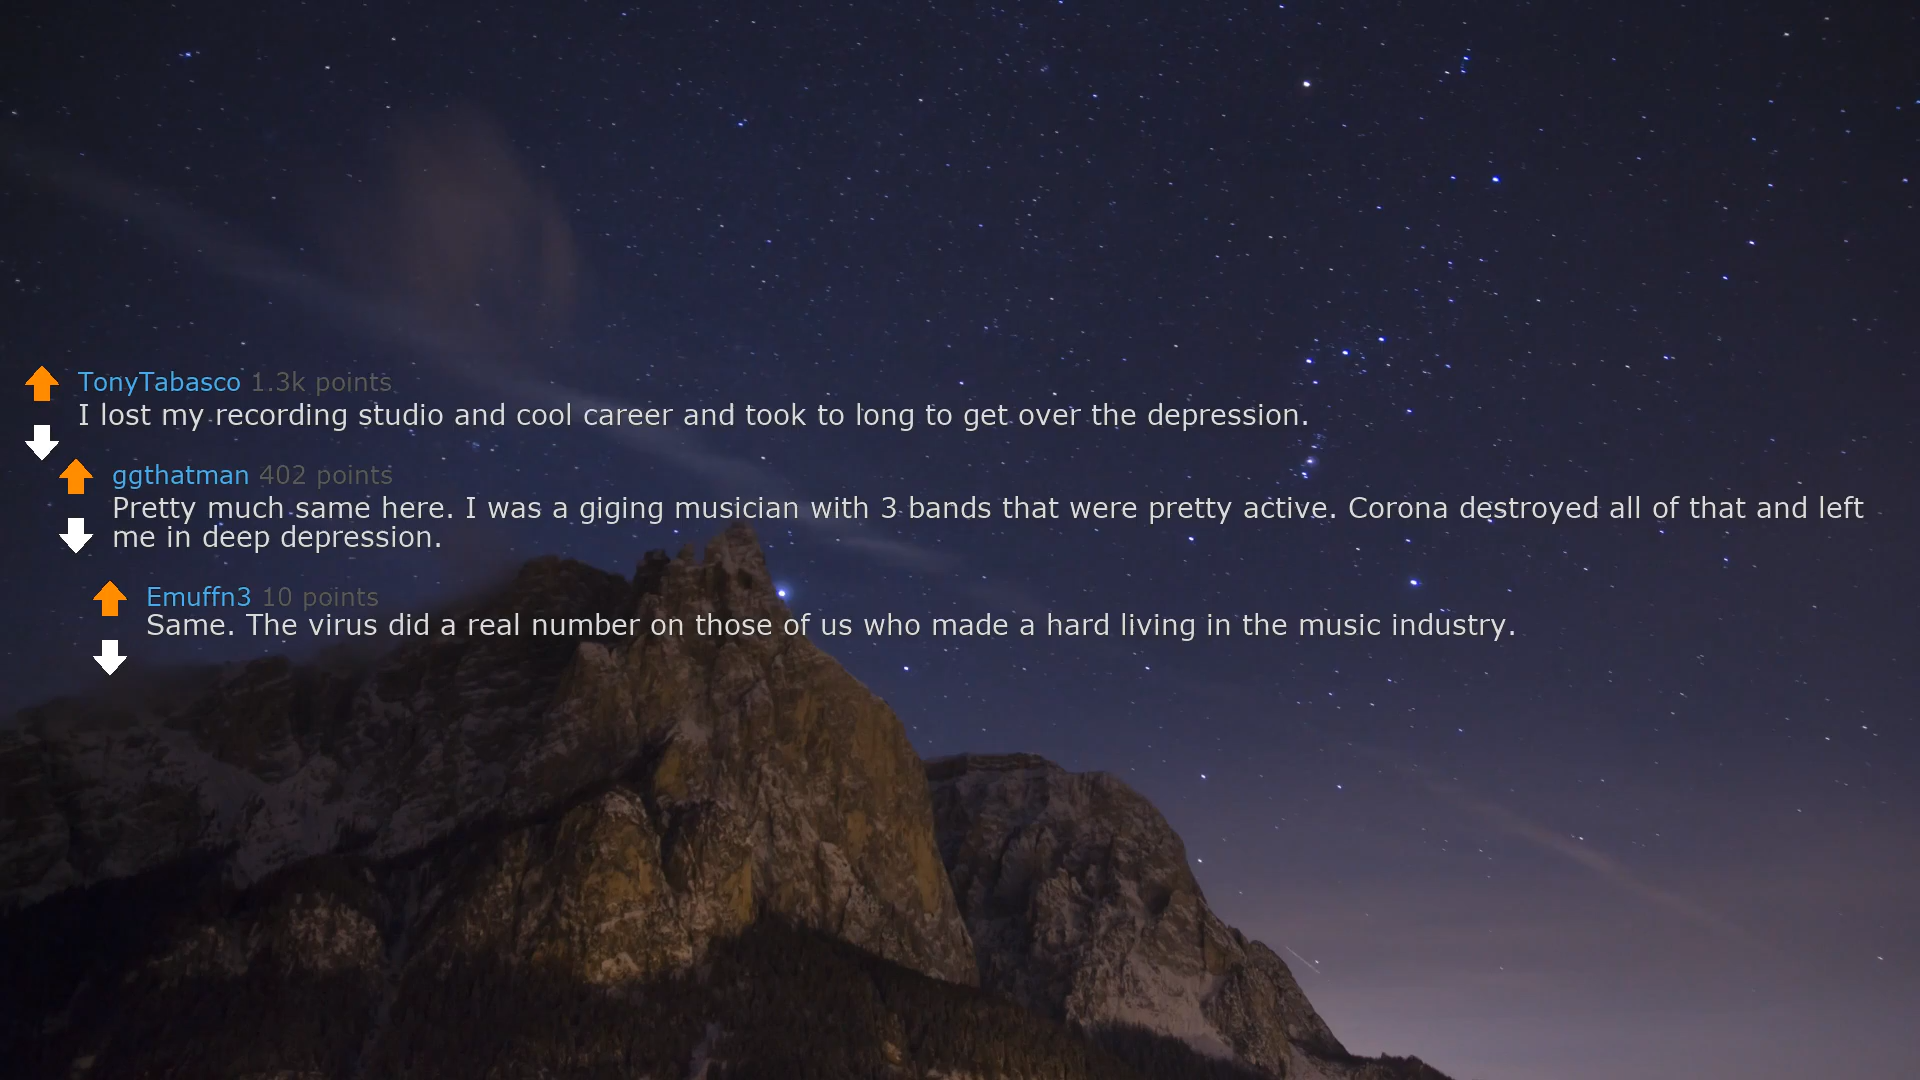 TonyTabasco 1.3k points
I lost my recording studio and cool career and took to long to get over the depression.
ggthatman 402 points
Pretty much same here. I was a giging musician with 3 bands that were pretty active. Corona destroyed all of that and left
me in deep depression.
Emuffn3 10 points
Same. The virus did a real number on those of us who made a hard living in the music industry.